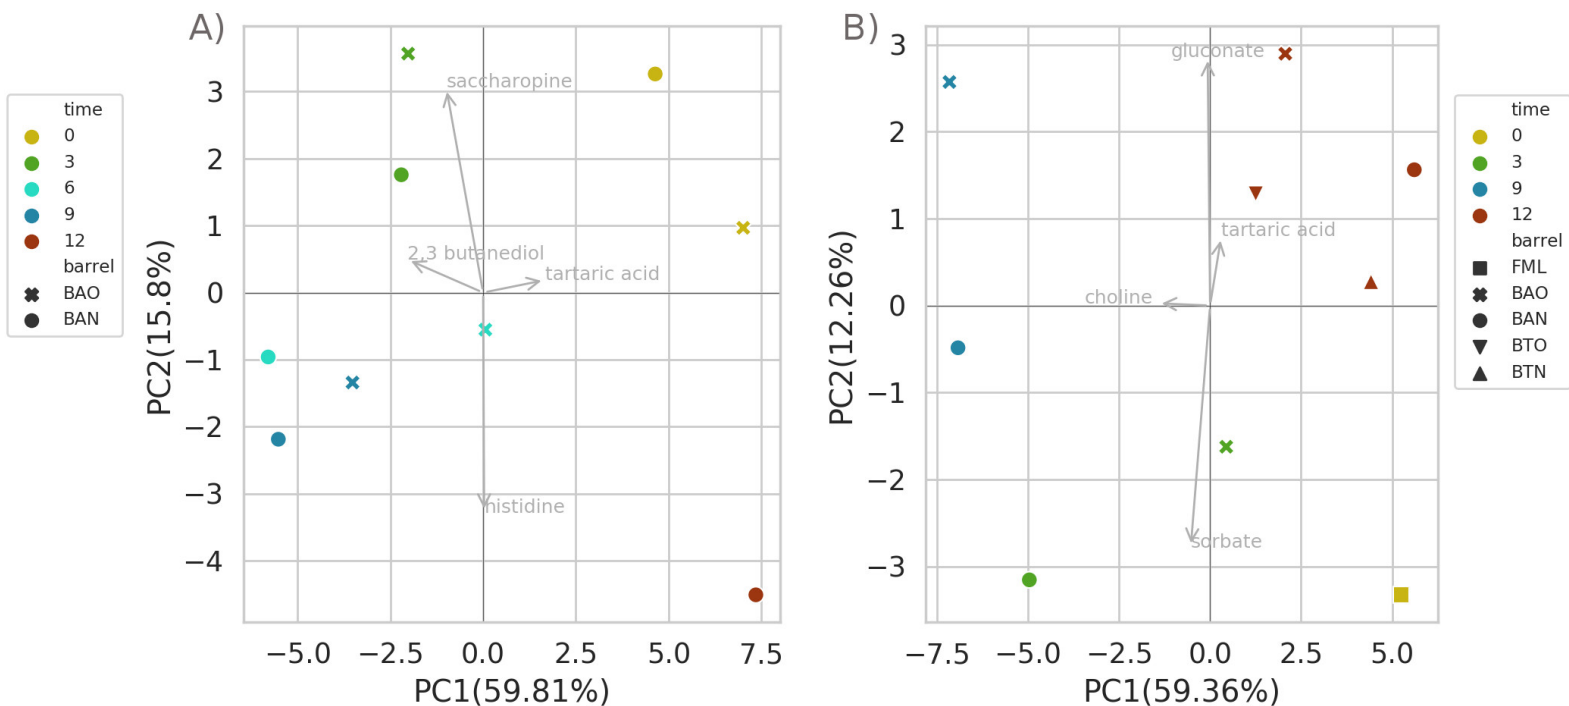 A)
time
0
3
6
9
12
barrel
BAO
BAN
PC2(15.8%)
3
2
1
0
−1
−2
−3
−4
saccharopine
2,3 butanediol
tartaric acid
histidine
−5.0 −2.5 0.0 2.5 5.0 7.5
PC1(59.81%)
B)
PC2(12.26%)
3
2
1
0
−1
−2
−3
gluconate
tartaric acid
choline
sorbate
−7.5 −5.0 −2.5 0.0 2.5 5.0
PC1(59.36%)
time
0
3
9
12
barrel
FML
BAO
BAN
BTO
BTN